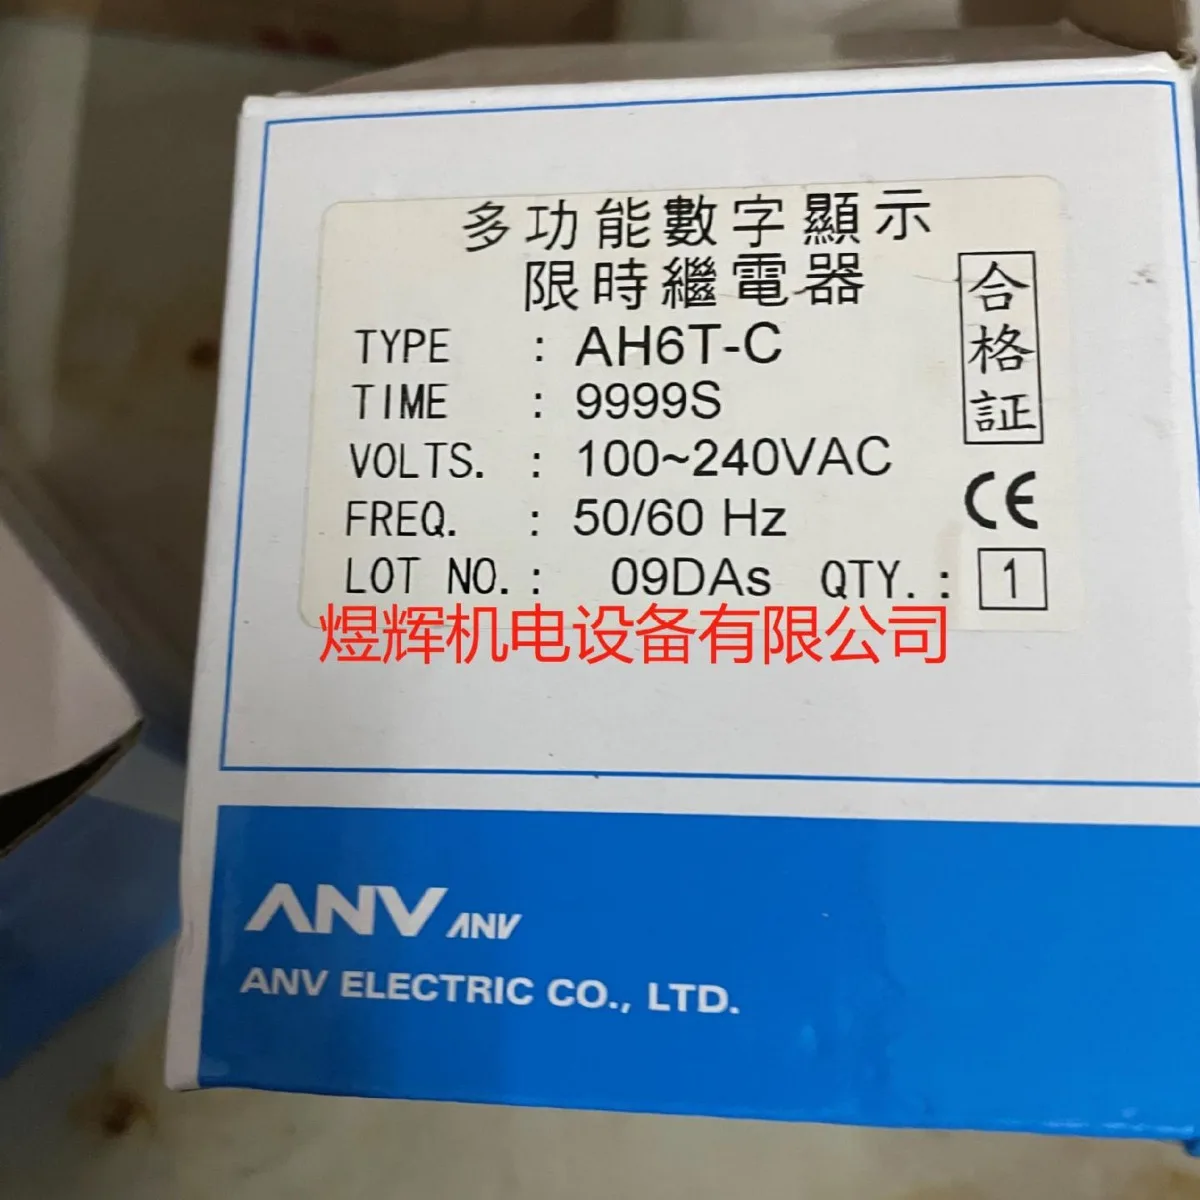 多功能數字顯示
限時繼電器
合格証
TYPE : AH6T-C
TIME : 9999S
VOLTS. : 100~240VAC
FREQ. : 50/60 Hz
CE
LOT NO. : 09DAs QTY. : 1
煜辉机电设备有限公司
ANV ANV
ANV ELECTRIC CO., LTD.